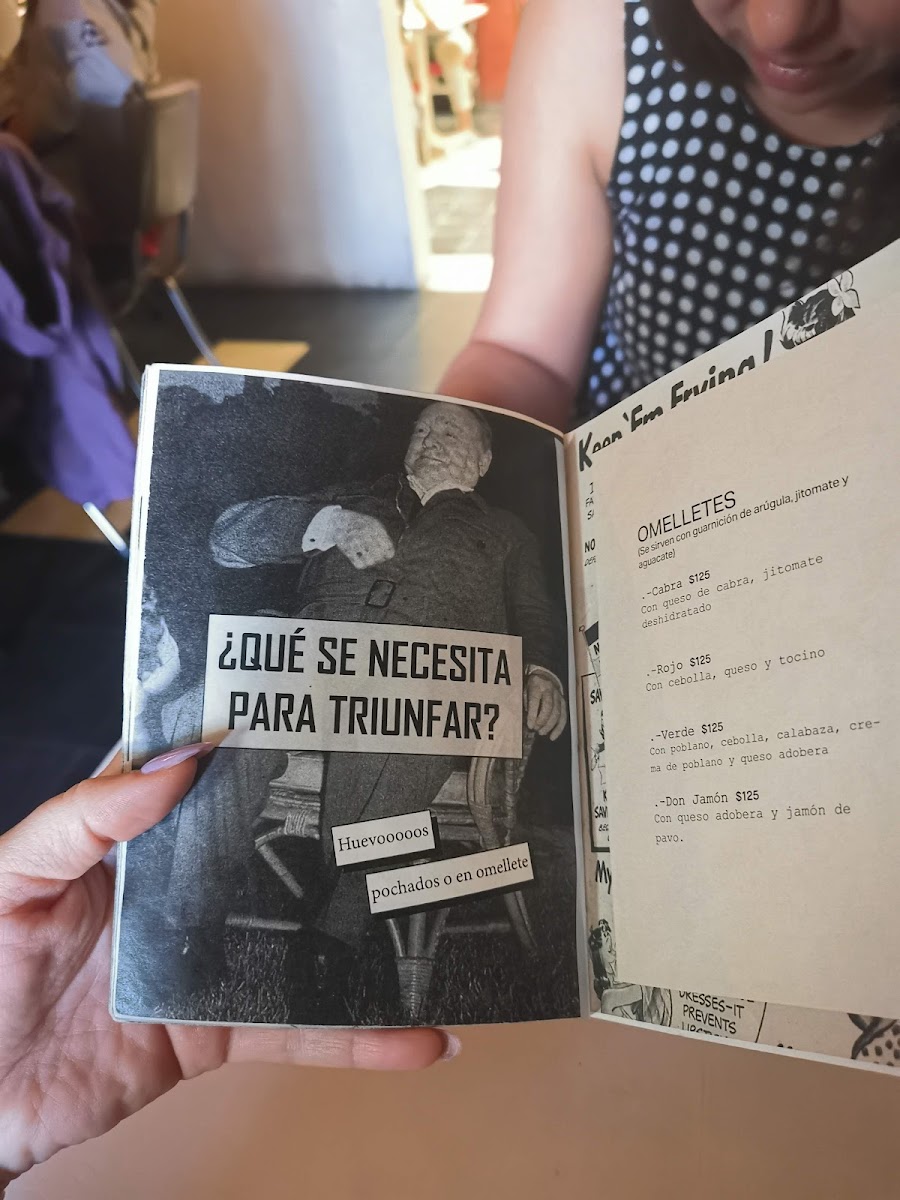 ¿QUÉ SE NECESITA
PARA TRIUNFAR?
Huevooooos
pochados o en omellete
Keep 'Em Frying!
OMELLETES
(Se sirven con guarnición de arúgula, jitomate y
aguacate)
.-Cabra $125
Con queso de cabra, jitomate
deshidratado
.-Rojo $125
Con cebolla, queso y tocino
.-Verde $125
Con poblano, cebolla, calabaza, cre-
ma de poblano y queso adobera
.-Don Jamón $125
Con queso adobera y jamón de
pavo.
My
DRESSES-IT
PREVENTS